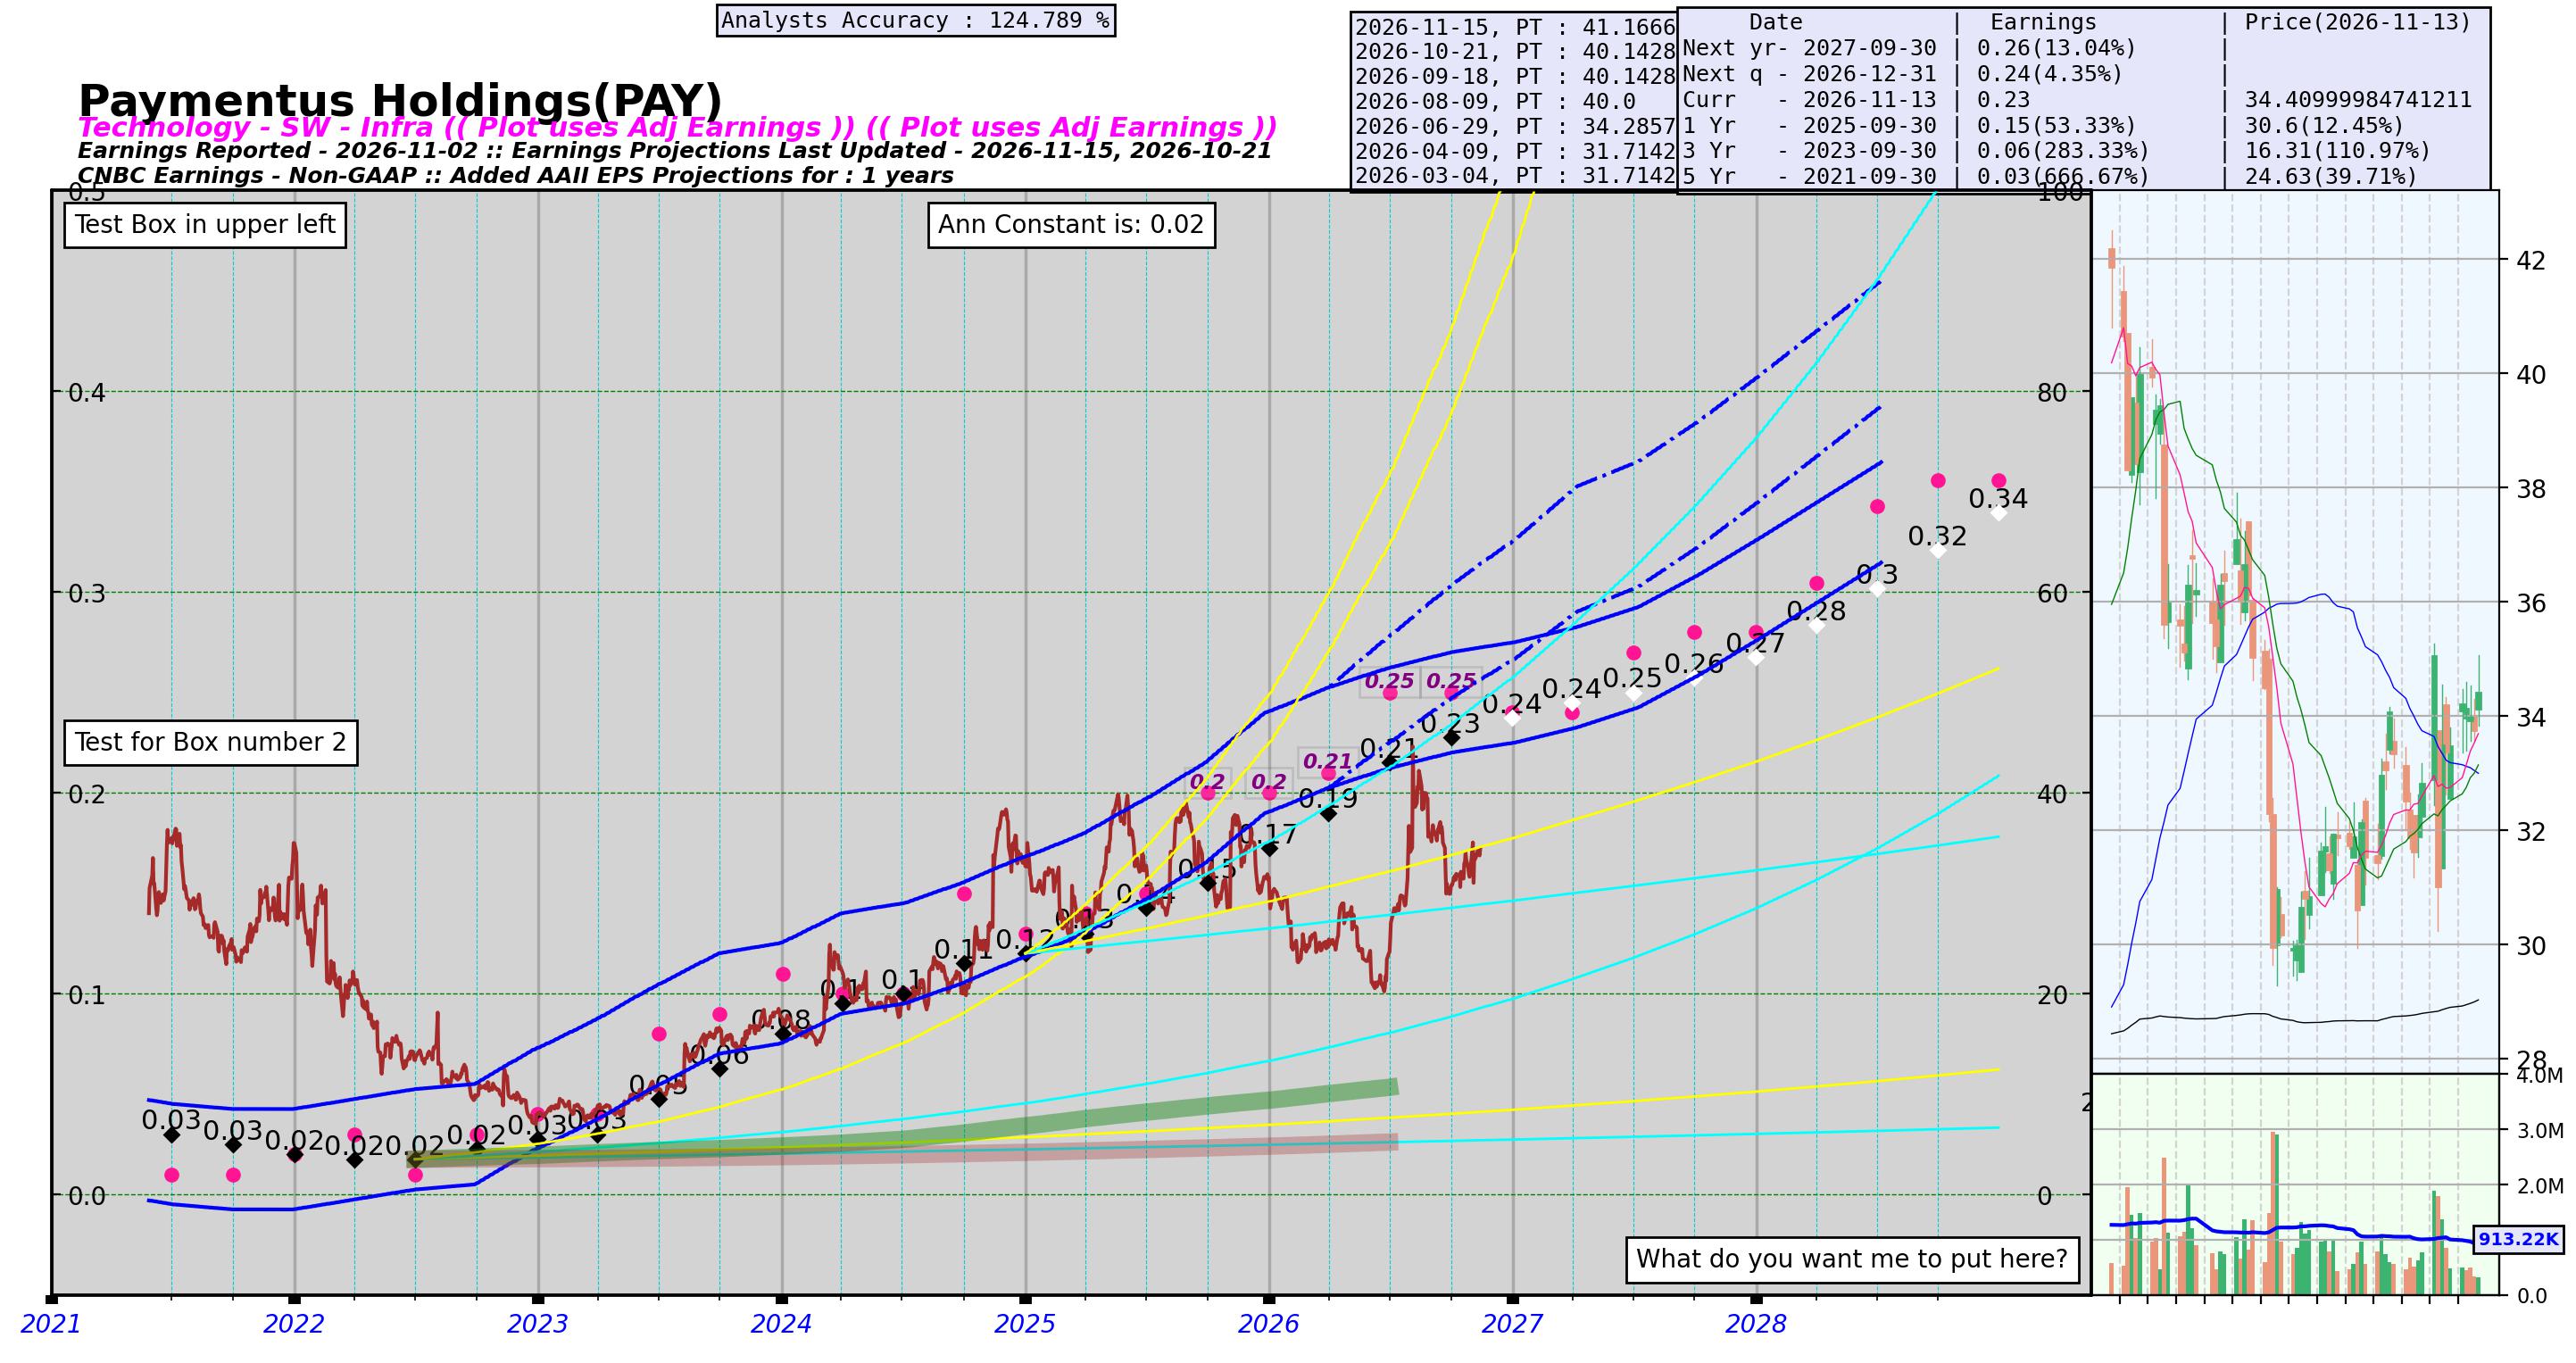 Analysts Accuracy : 124.789 %
2026-11-15, PT : 41.1666
2026-10-21, PT : 40.1428
2026-09-18, PT : 40.1428
2026-08-09, PT : 40.0
2026-06-29, PT : 34.2857
2026-04-09, PT : 31.7142
2026-03-04, PT : 31.7142
Date | Earnings | Price(2026-11-13)
Next yr- 2027-09-30 | 0.26(13.04%) |
Next q - 2026-12-31 | 0.24(4.35%) |
Curr - 2026-11-13 | 0.23 | 34.40999984741211
1 Yr - 2025-09-30 | 0.15(53.33%) | 30.6(12.45%)
3 Yr - 2023-09-30 | 0.06(283.33%) | 16.31(110.97%)
5 Yr - 2021-09-30 | 0.03(666.67%) | 24.63(39.71%)
Paymentus Holdings(PAY)
Technology - SW - Infra (( Plot uses Adj Earnings )) (( Plot uses Adj Earnings ))
Earnings Reported - 2026-11-02 :: Earnings Projections Last Updated - 2026-11-15, 2026-10-21
CNBC Earnings - Non-GAAP :: Added AAII EPS Projections for : 1 years
Test Box in upper left
Ann Constant is: 0.02
Test for Box number 2
What do you want me to put here?
0.5
0.4
0.3
0.2
0.1
0.0
100
80
60
40
20
0
0.03
0.03
0.02
0.02
0.02
0.02
0.03
0.03
0.05
0.06
0.08
0.1
0.1
0.11
0.12
0.13
0.14
0.15
0.17
0.19
0.21
0.23
0.24
0.24
0.25
0.26
0.27
0.28
0.3
0.32
0.34
0.2
0.2
0.21
0.25
0.25
42
40
38
36
34
32
30
28
4.0M
3.0M
2.0M
913.22K
0.0
2
2021
2022
2023
2024
2025
2026
2027
2028